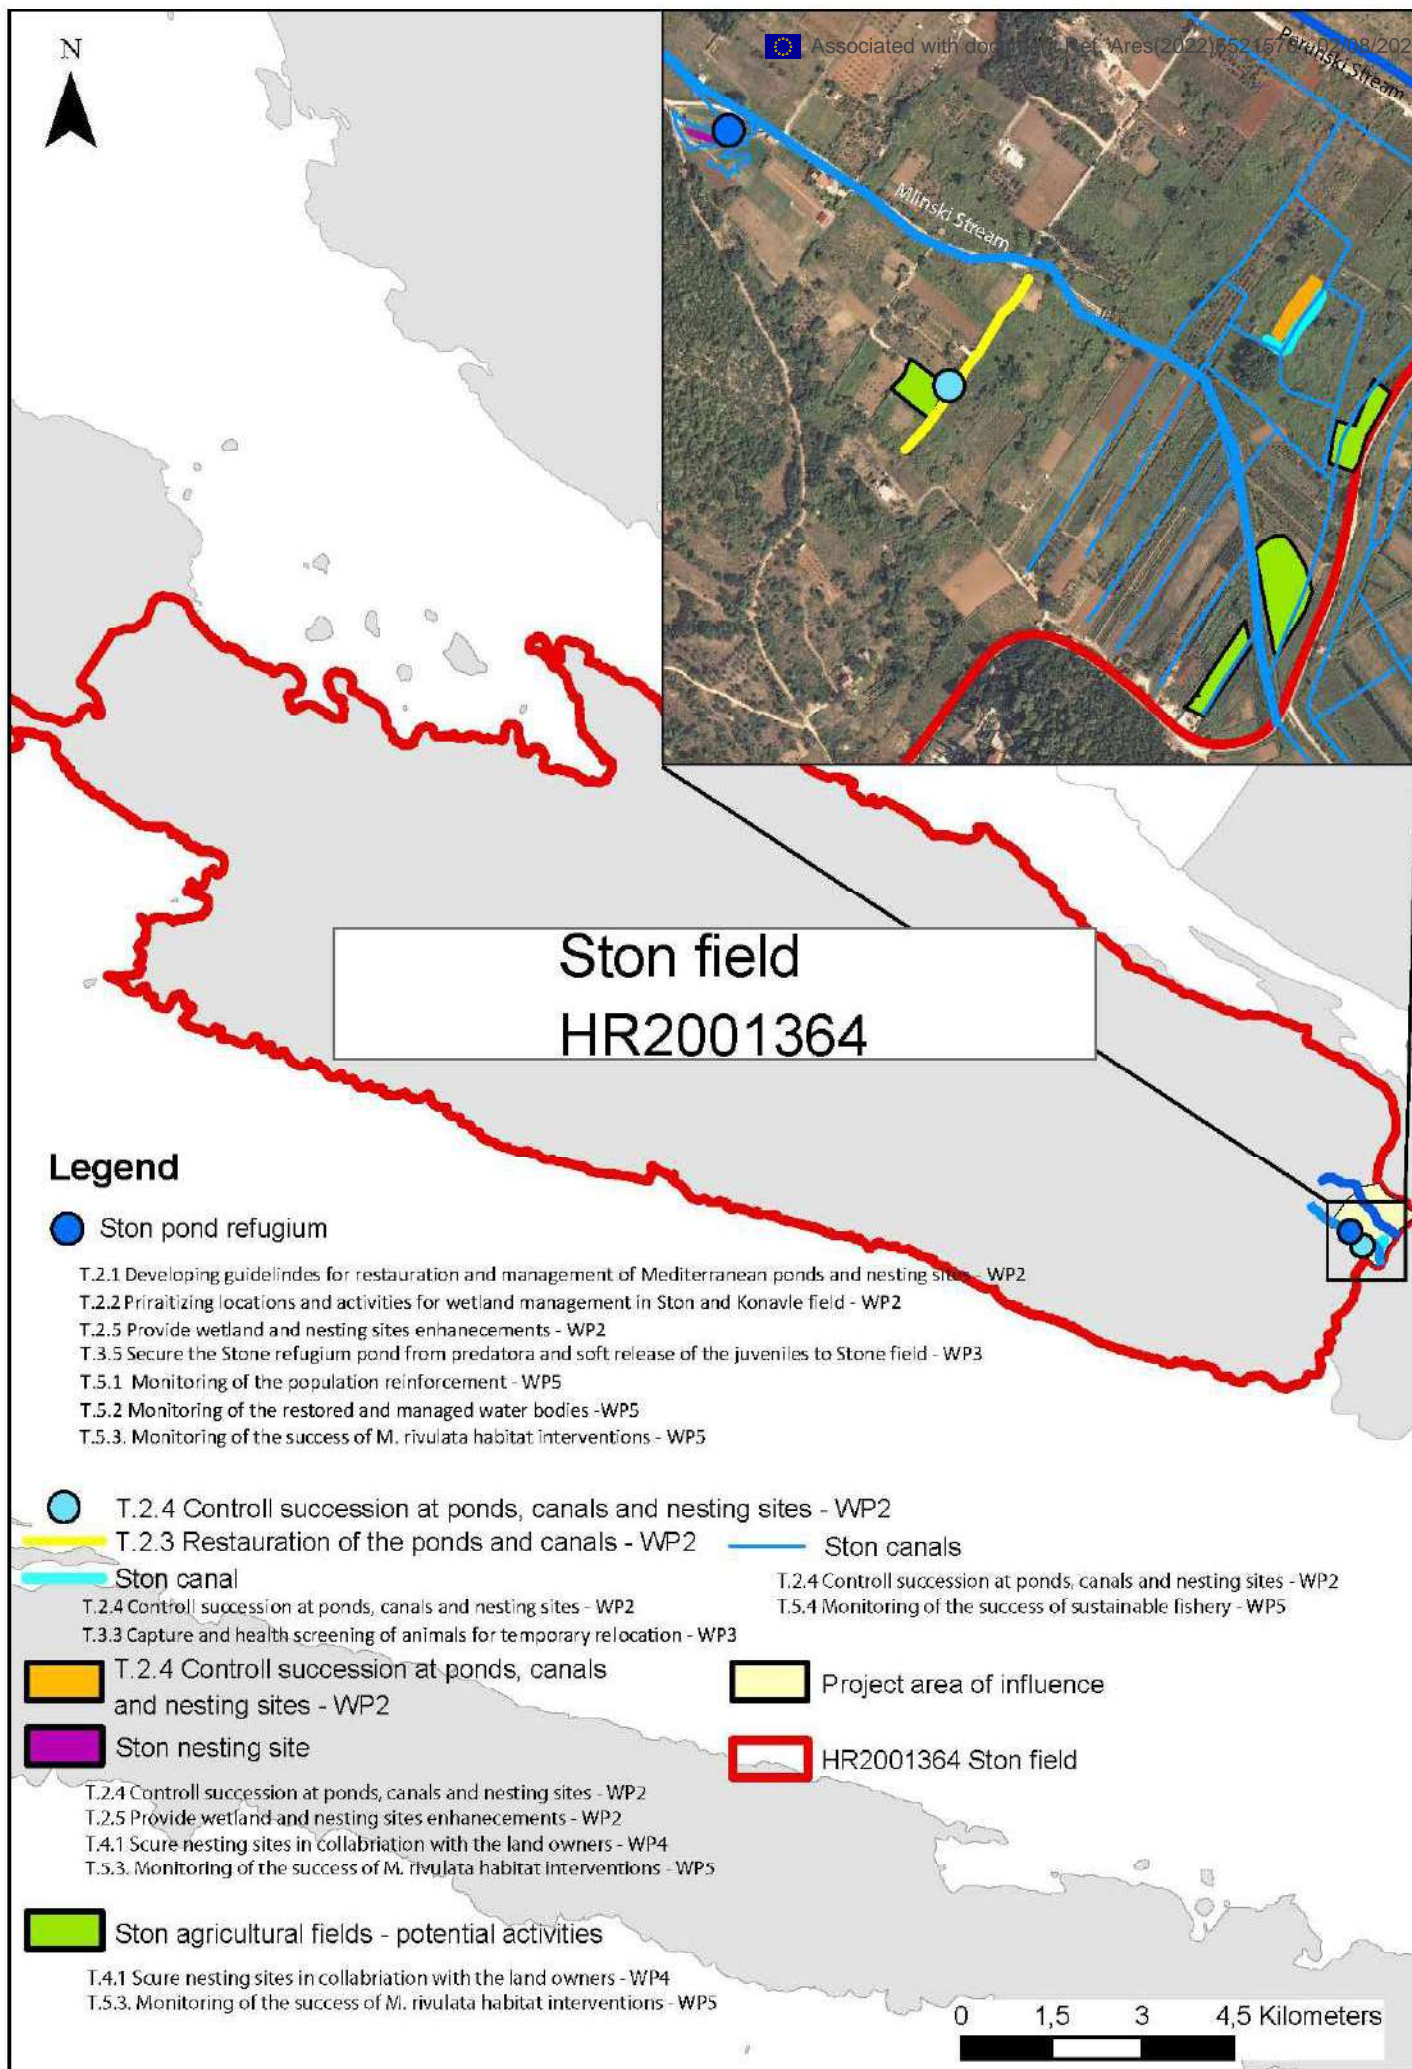 N
Associated with document Ref. Ares(2022)5521576 - 02/08/202
Perunski Stream
Mlinski Stream
Ston field
HR2001364
Legend
Ston pond refugium
T.2.1 Developing guidelindes for restauration and management of Mediterranean ponds and nesting sites - WP2
T.2.2 Priraitizing locations and activities for wetland management in Ston and Konavle field - WP2
T.2.5 Provide wetland and nesting sites enhanecements - WP2
T.3.5 Secure the Stone refugium pond from predatora and soft release of the juveniles to Stone field - WP3
T.5.1 Monitoring of the population reinforcement - WP5
T.5.2 Monitoring of the restored and managed water bodies -WP5
T.5.3. Monitoring of the success of M. rivulata habitat interventions - WP5
T.2.4 Controll succession at ponds, canals and nesting sites - WP2
T.2.3 Restauration of the ponds and canals - WP2
Ston canal
T.2.4 Controll succession at ponds, canals and nesting sites - WP2
T.3.3 Capture and health screening of animals for temporary relocation - WP3
T.2.4 Controll succession at ponds, canals
and nesting sites - WP2
Ston nesting site
T.2.4 Controll succession at ponds, canals and nesting sites - WP2
T.2.5 Provide wetland and nesting sites enhanecements - WP2
T.4.1 Scure nesting sites in collabriation with the land owners - WP4
T.5.3. Monitoring of the success of M. rivulata habitat interventions - WP5
Ston agricultural fields - potential activities
T.4.1 Scure nesting sites in collabriation with the land owners - WP4
T.5.3. Monitoring of the success of M. rivulata habitat interventions - WP5
Ston canals
T.2.4 Controll succession at ponds, canals and nesting sites - WP2
T.5.4 Monitoring of the success of sustainable fishery - WP5
Project area of influence
HR2001364 Ston field
0 1,5 3 4,5 Kilometers